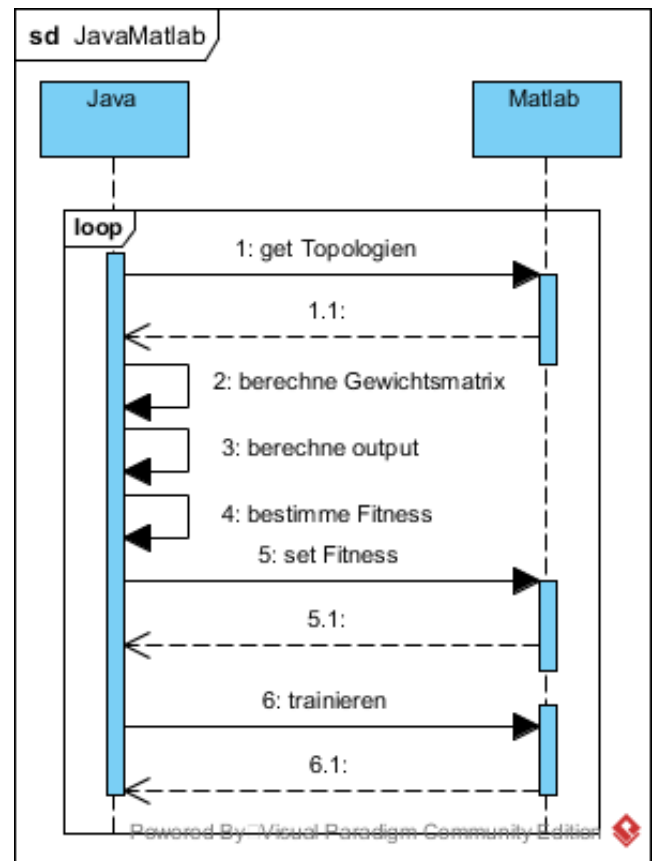 sd JavaMatlab
Java
Matlab
loop
1: get Topologien
1.1:
2: berechne Gewichtsmatrix
3: berechne output
4: bestimme Fitness
5: set Fitness
5.1:
6: trainieren
6.1:
Powered By Visual Paradigm Community Edition